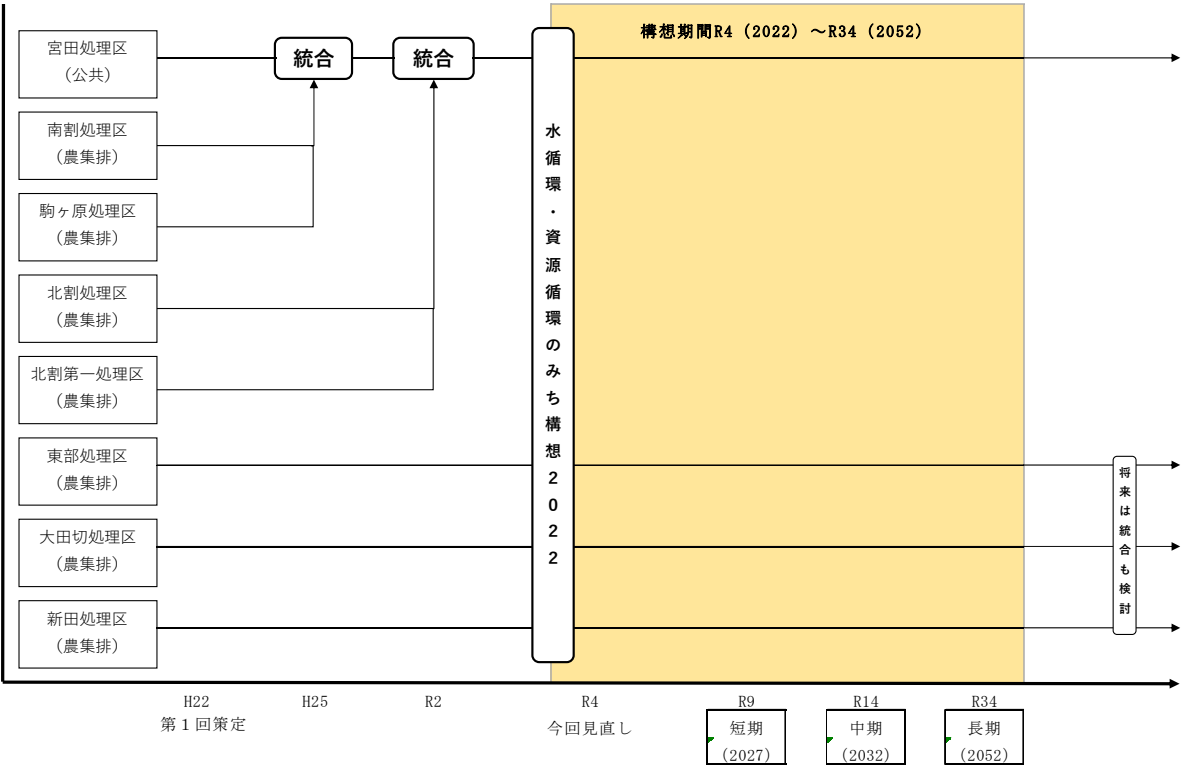 構想期間R4（2022）～R34（2052）
宮田処理区
（公共）
統合
統合
南割処理区
（農集排）
駒ヶ原処理区
（農集排）
北割処理区
（農集排）
北割第一処理区
（農集排）
東部処理区
（農集排）
大田切処理区
（農集排）
新田処理区
（農集排）
水循環・資源循環のみち構想2022
将来は統合も検討
H22
H25
R2
R4
R9
R14
R34
第１回策定
今回見直し
短期
（2027）
中期
（2032）
長期
（2052）